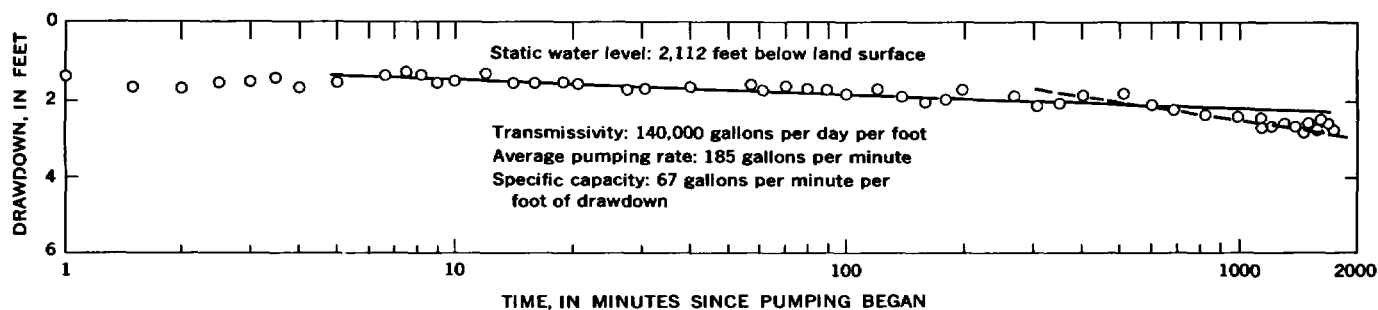 0
2
4
6
DRAWDOWN, IN FEET
Static water level: 2,112 feet below land surface
Transmissivity: 140,000 gallons per day per foot
Average pumping rate: 185 gallons per minute
Specific capacity: 67 gallons per minute per
foot of drawdown
1
10
100
1000
2000
TIME, IN MINUTES SINCE PUMPING BEGAN